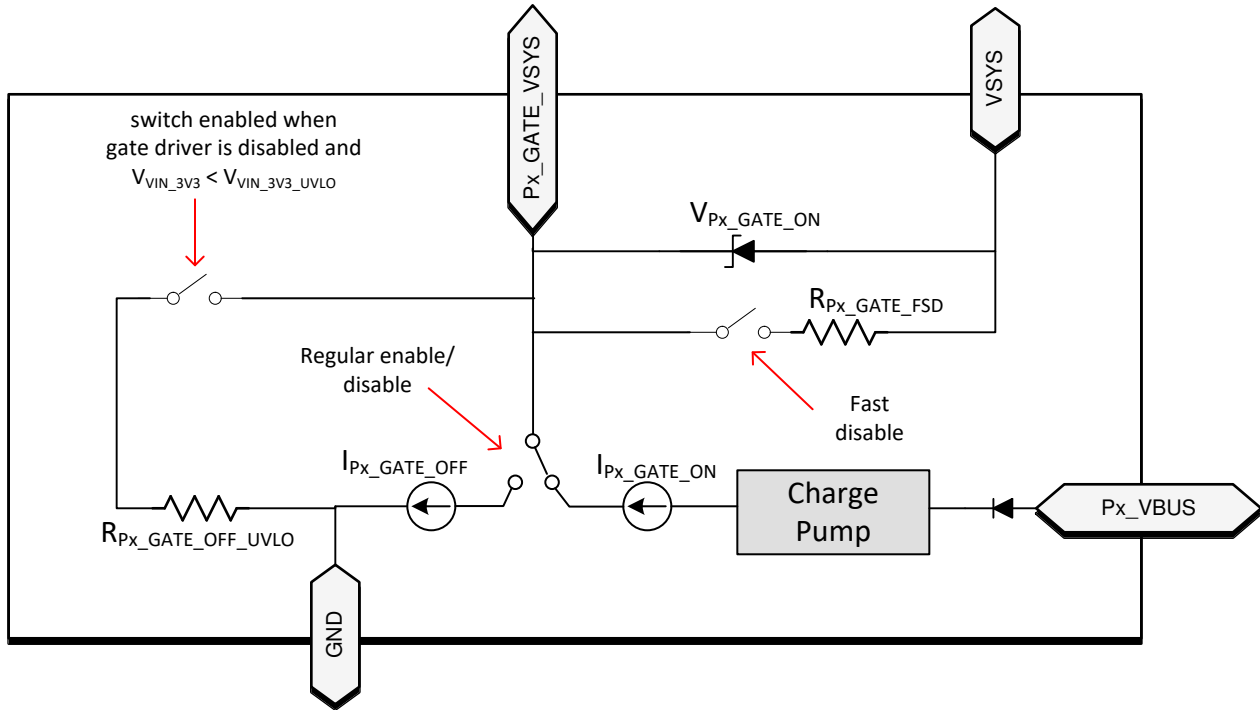 Px_GATE_VSYS
VSYS
switch enabled when
gate driver is disabled and
VVIN_3V3 < VVIN_3V3_UVLO
VPx_GATE_ON
RPx_GATE_FSD
Regular enable/
disable
Fast
disable
IPx_GATE_OFF
IPx_GATE_ON
Charge
Pump
Px_VBUS
RPx_GATE_OFF_UVLO
GND